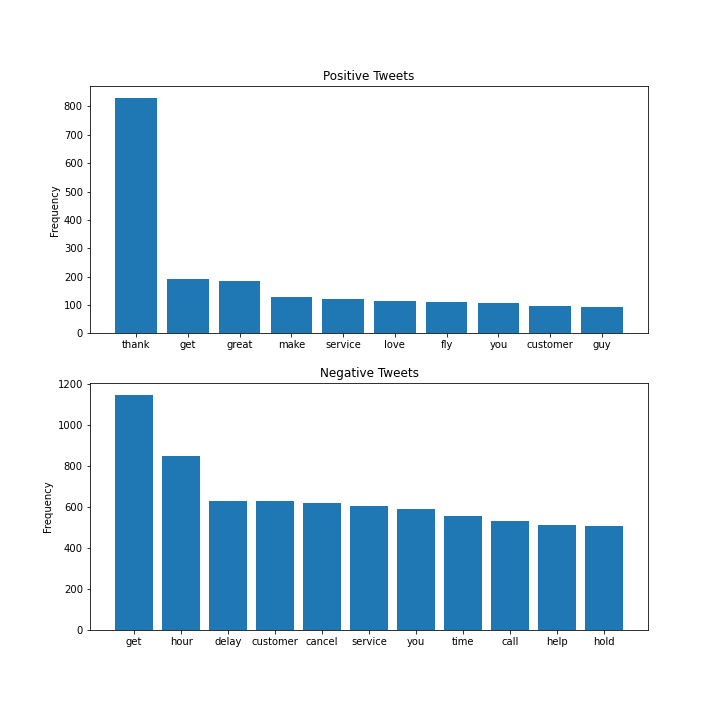 Positive Tweets
800
700
600
500
400
300
200
100
0
Frequency
thank get great make service love fly you customer guy
Negative Tweets
1200
1000
800
600
400
200
0
Frequency
get hour delay customer cancel service you time call help hold